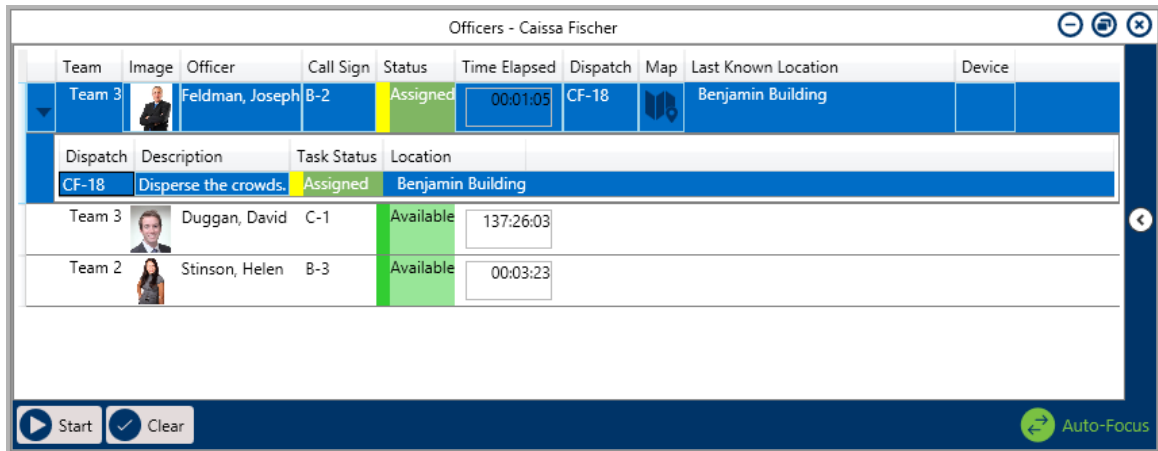 Officers - Caissa Fischer
Team Image Officer Call Sign Status Time Elapsed Dispatch Map Last Known Location Device
Team 3 Feldman, Joseph B-2 Assigned 00:01:05 CF-18 Benjamin Building
Dispatch Description Task Status Location
CF-18 Disperse the crowds. Assigned Benjamin Building
Team 3 Duggan, David C-1 Available 137:26:03
Team 2 Stinson, Helen B-3 Available 00:03:23
Start Clear Auto-Focus